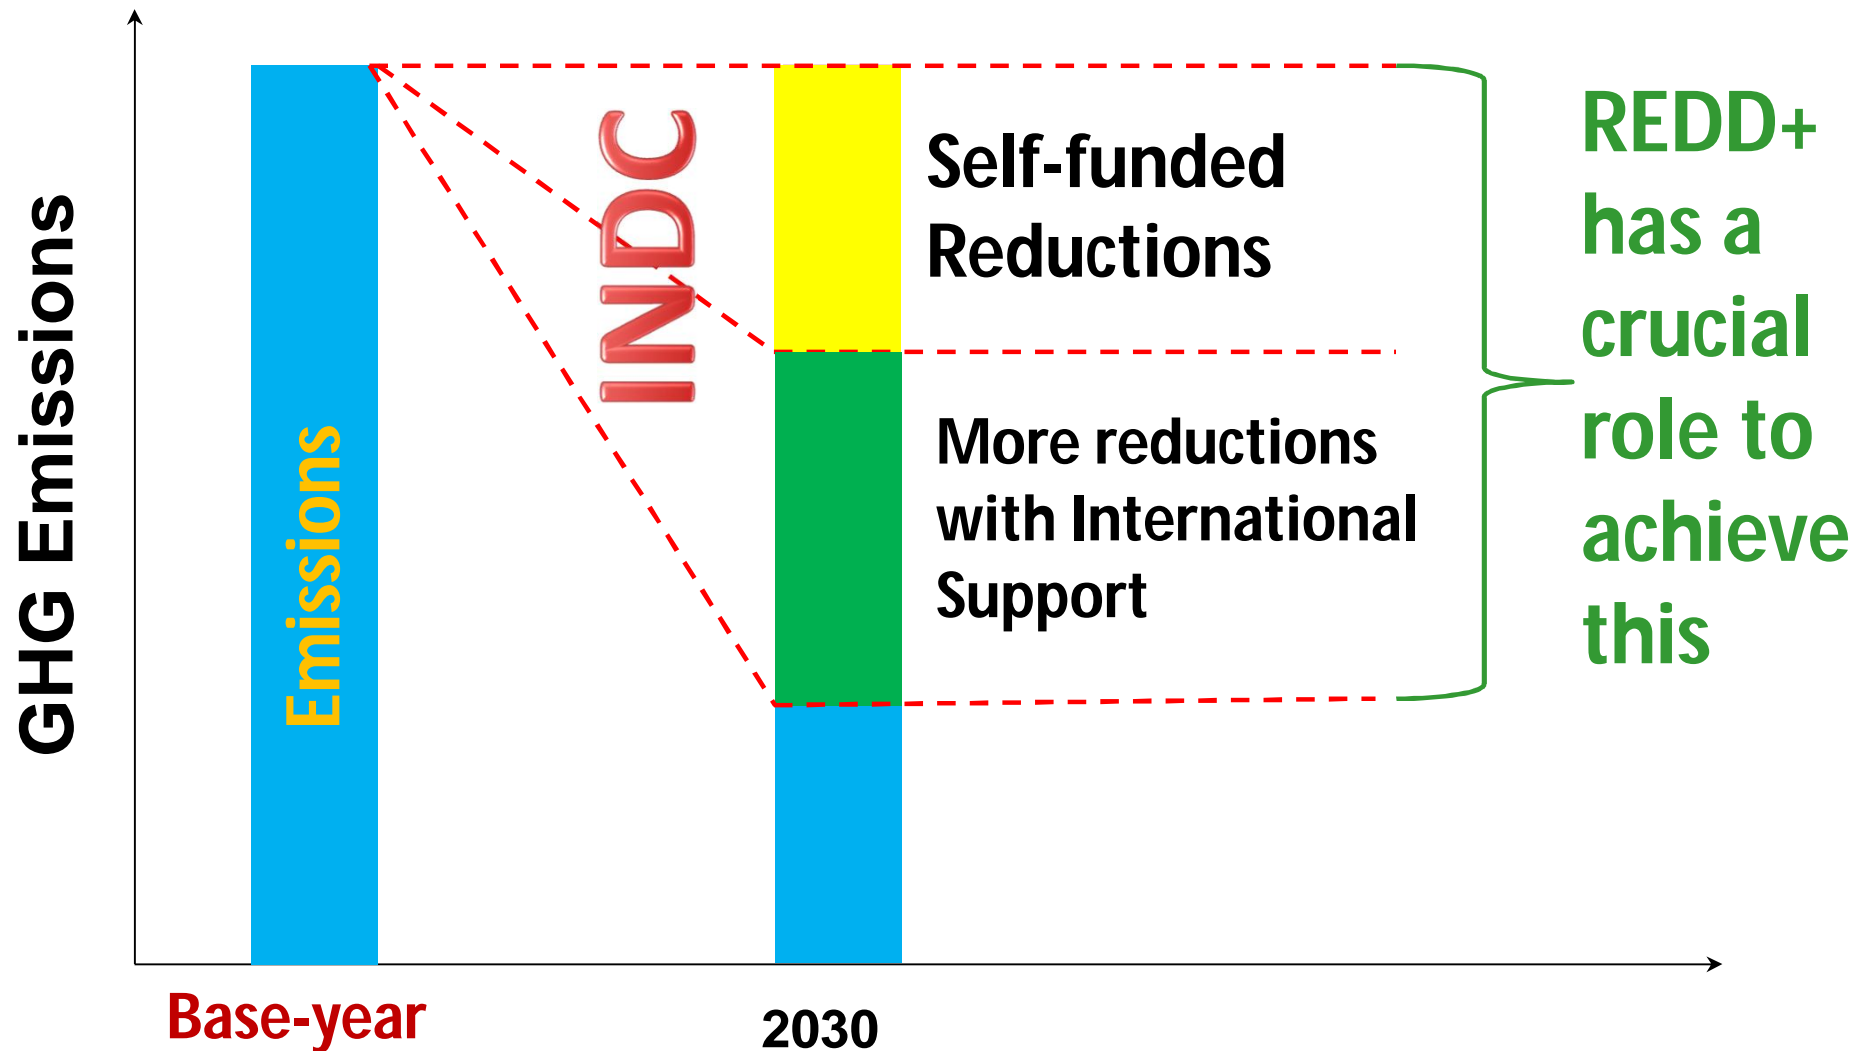 GHG Emissions
Emissions
INDC
Self-funded
Reductions
More reductions
with International
Support
REDD+
has a
crucial
role to
achieve
this
Base-year
2030